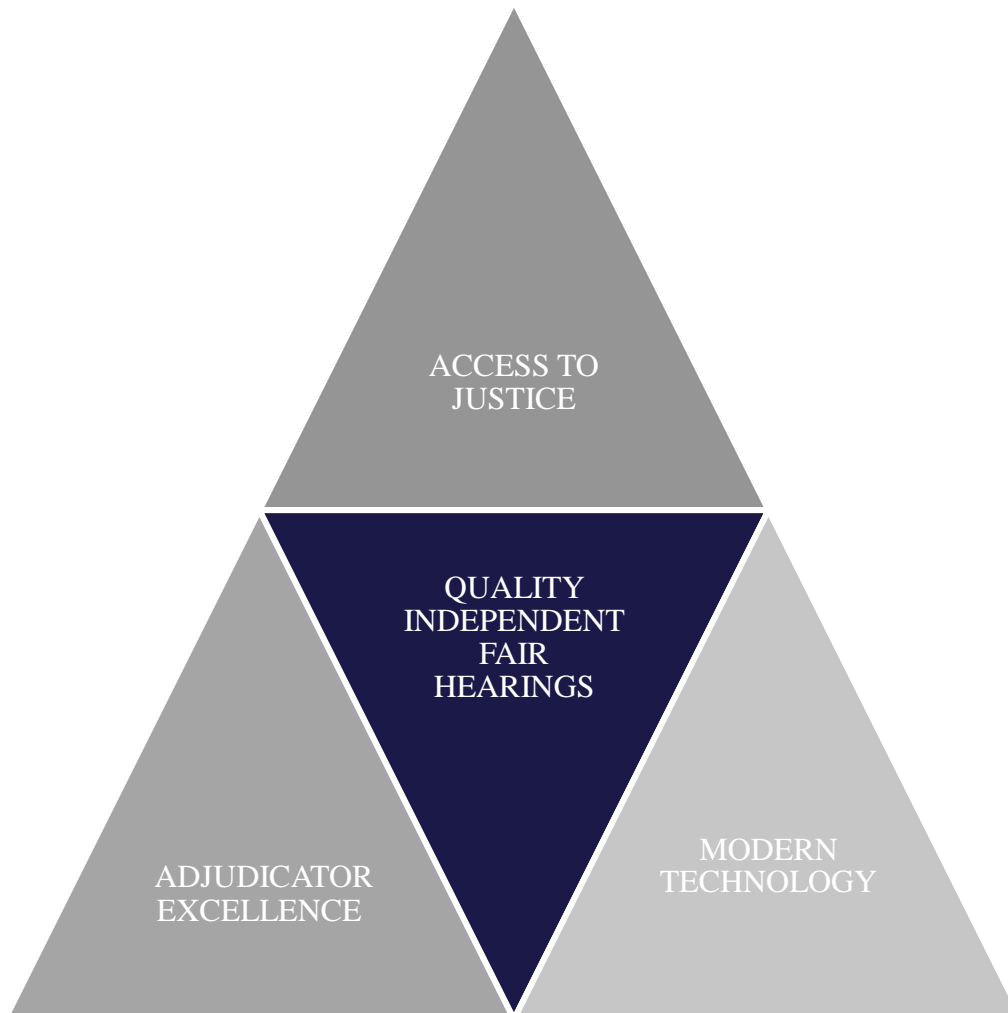 ACCESS TO
JUSTICE
QUALITY
INDEPENDENT
FAIR
HEARINGS
ADJUDICATOR
EXCELLENCE
MODERN
TECHNOLOGY